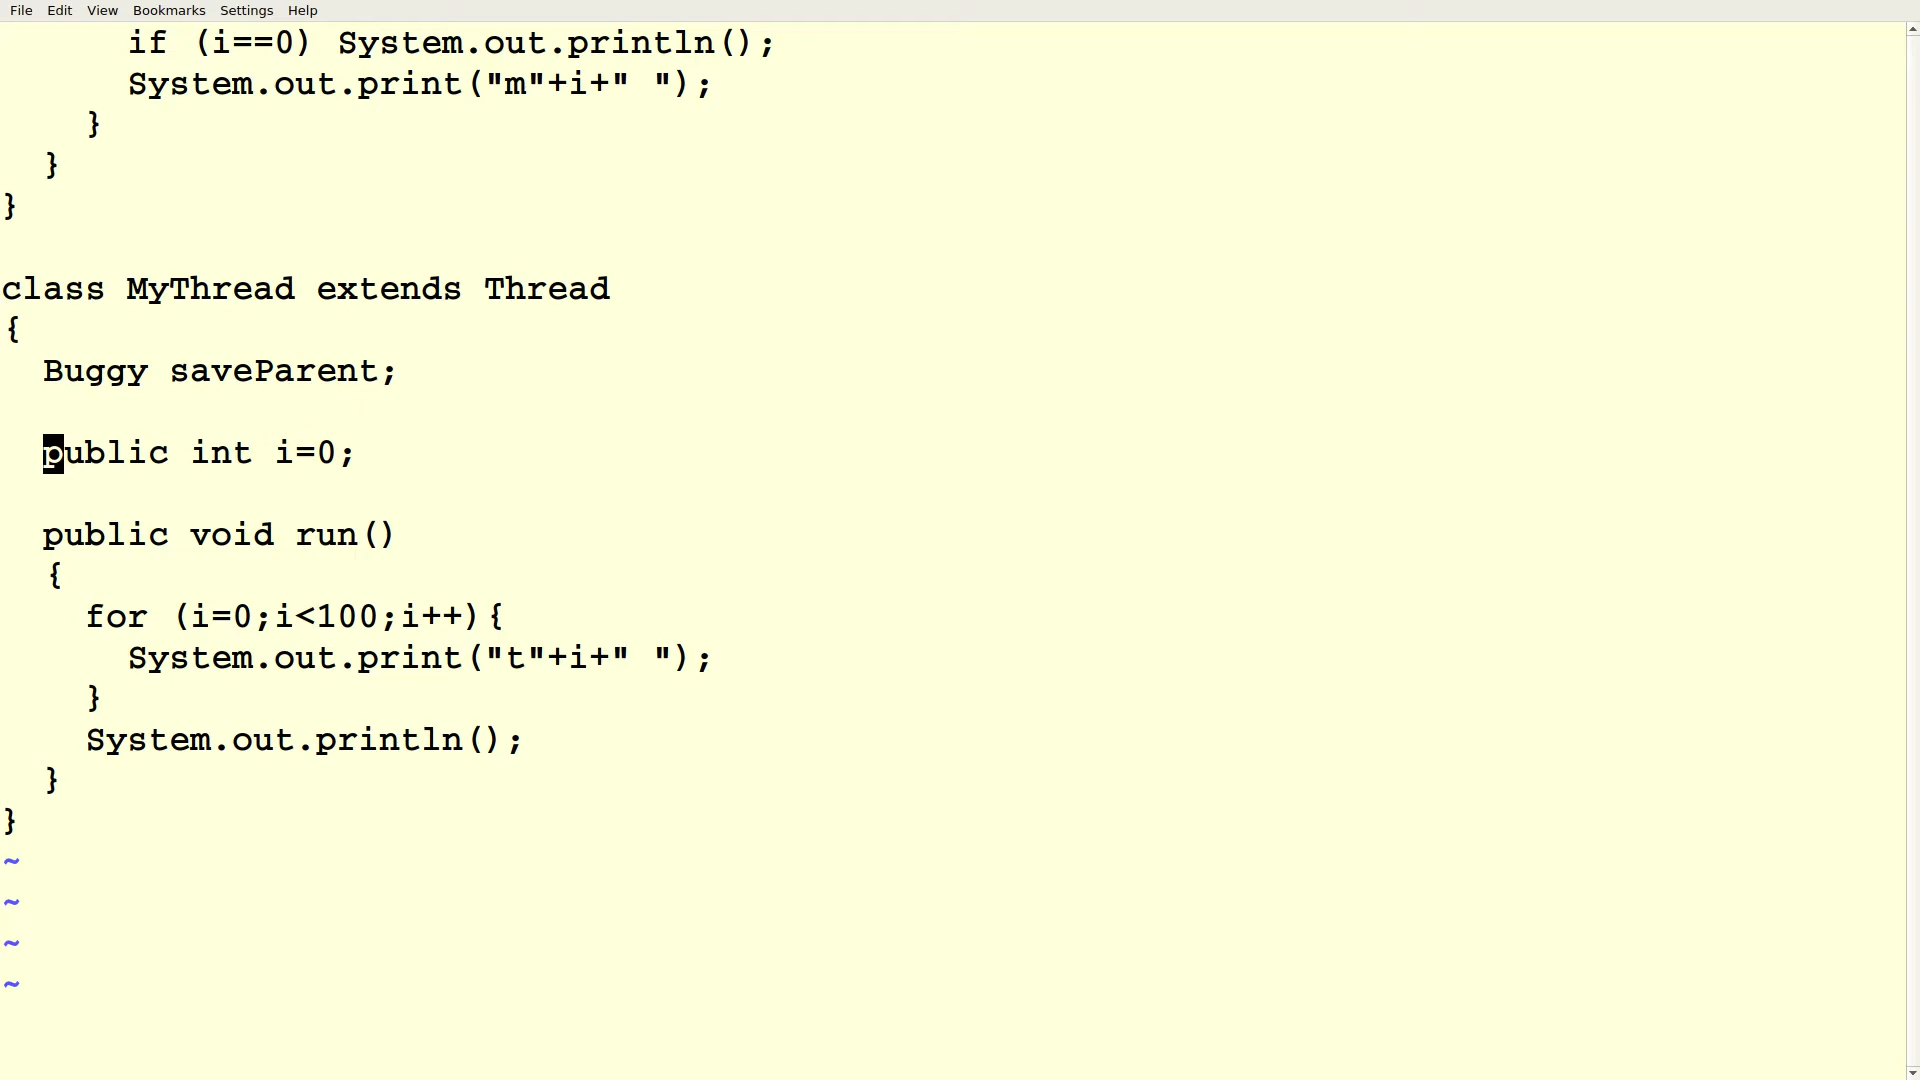 File Edit View Bookmarks Settings Help
      if (i==0) System.out.println();
      System.out.print("m"+i+" ");
    }
  }
}

class MyThread extends Thread
{
  Buggy saveParent;

  public int i=0;

  public void run()
  {
    for (i=0;i<100;i++){
      System.out.print("t"+i+" ");
    }
    System.out.println();
  }
}
~
~
~
~